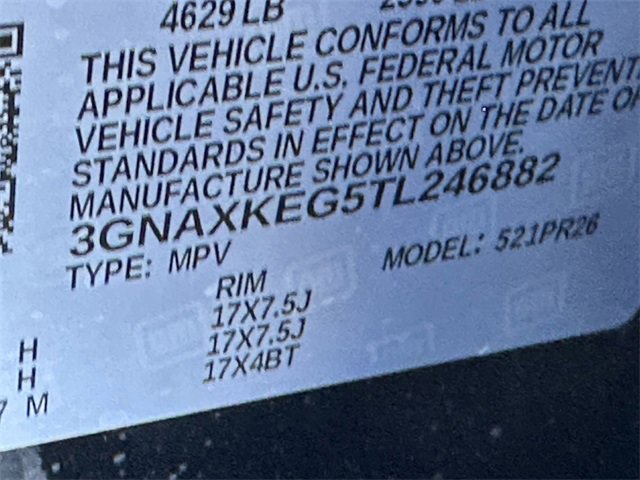 4629 LB
THIS VEHICLE CONFORMS TO ALL
APPLICABLE U.S. FEDERAL MOTOR
VEHICLE SAFETY AND THEFT PREVENT
STANDARDS IN EFFECT ON THE DATE O
MANUFACTURE SHOWN ABOVE.
3GNAXKEG5TL246882
TYPE: MPV MODEL: 521PR26
RIM
17X7.5J
H 17X7.5J
H 17X4BT
7 M